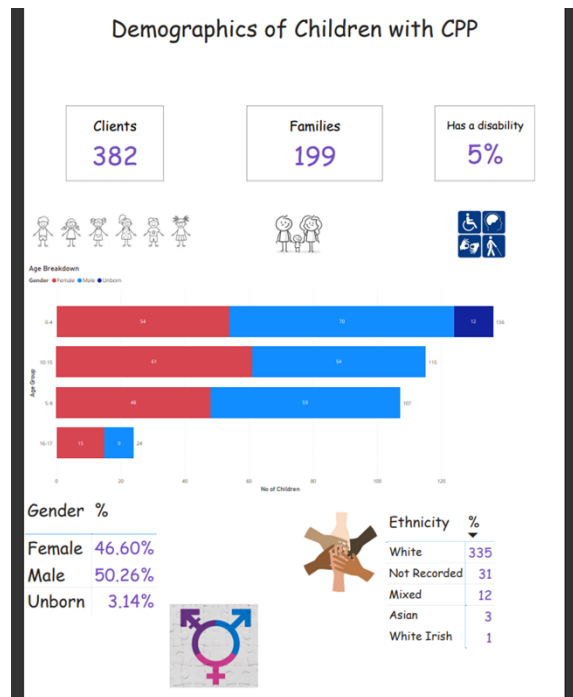 Demographics of Children with CPP
Clients
382
Families
199
Has a disability
5%
Age Breakdown
Gender Female Male Unborn
0-4 54 70 12 136
10-15 61 54 115
5-9 48 59 107
16-17 15 9 24
Age Group
0 20 40 60 80 100 120
No of Children
Gender %
Female 46.60%
Male 50.26%
Unborn 3.14%
Ethnicity %
White 335
Not Recorded 31
Mixed 12
Asian 3
White Irish 1